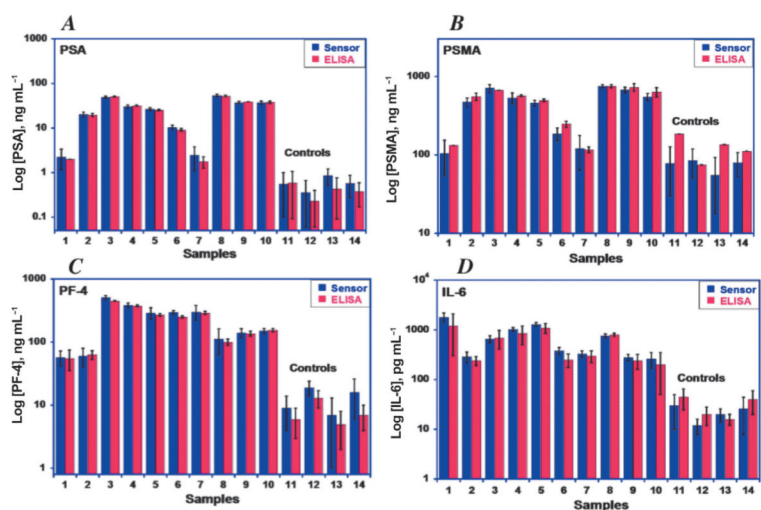 A
PSA
Sensor
ELISA
Log [PSA], ng mL⁻¹
1000
100
10
1
0.1
Controls
1 2 3 4 5 6 7 8 9 10 11 12 13 14
Samples
B
PSMA
Sensor
ELISA
Log [PSMA], ng mL⁻¹
1000
100
10
Controls
1 2 3 4 5 6 7 8 9 10 11 12 13 14
Samples
C
PF-4
Sensor
ELISA
Log [PF-4], ng mL⁻¹
1000
100
10
1
Controls
1 2 3 4 5 6 7 8 9 10 11 12 13 14
Samples
D
IL-6
Sensor
ELISA
Log [IL-6], pg mL⁻¹
10⁴
1000
100
10
1
Controls
1 2 3 4 5 6 7 8 9 10 11 12 13 14
Samples